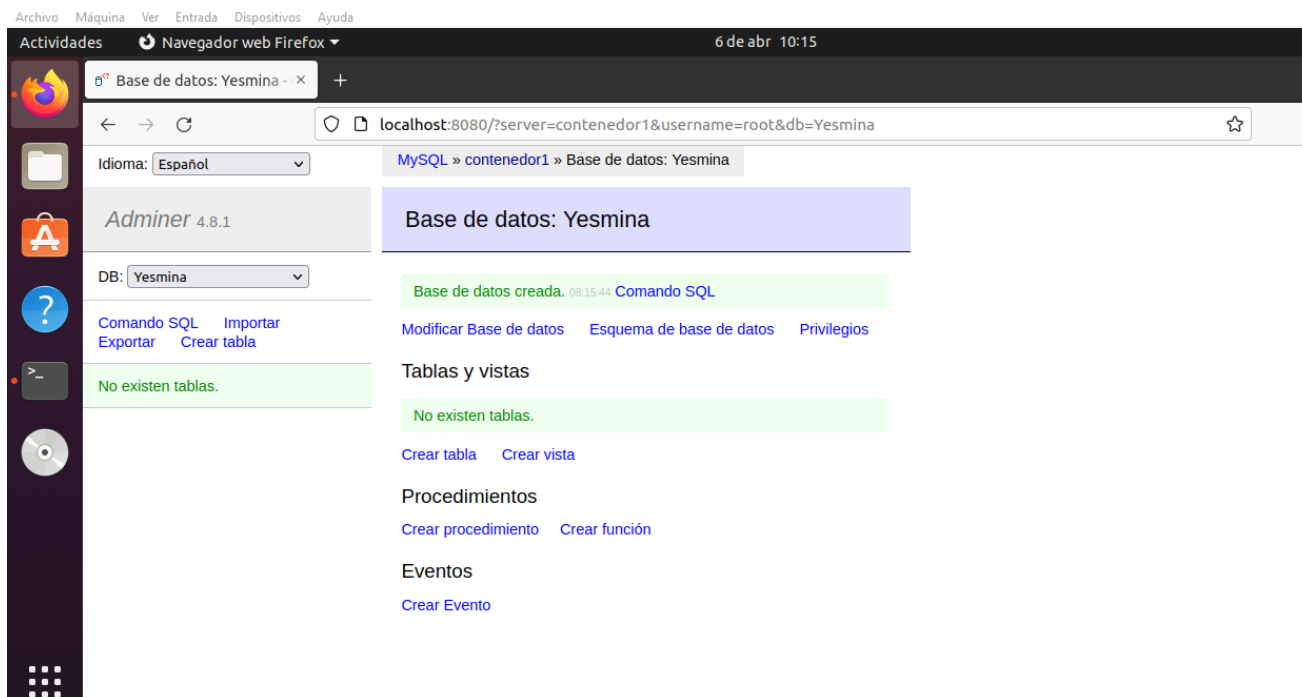 Archivo Máquina Ver Entrada Dispositivos Ayuda
Actividades Navegador web Firefox 6 de abr 10:15
Base de datos: Yesmina -
localhost:8080/?server=contenedor1&username=root&db=Yesmina
Idioma: Español
MySQL » contenedor1 » Base de datos: Yesmina
Adminer 4.8.1
Base de datos: Yesmina
DB: Yesmina
Base de datos creada. 08:15:44 Comando SQL
Comando SQL Importar
Exportar Crear tabla
Modificar Base de datos Esquema de base de datos Privilegios
No existen tablas.
Tablas y vistas
No existen tablas.
Crear tabla Crear vista
Procedimientos
Crear procedimiento Crear función
Eventos
Crear Evento